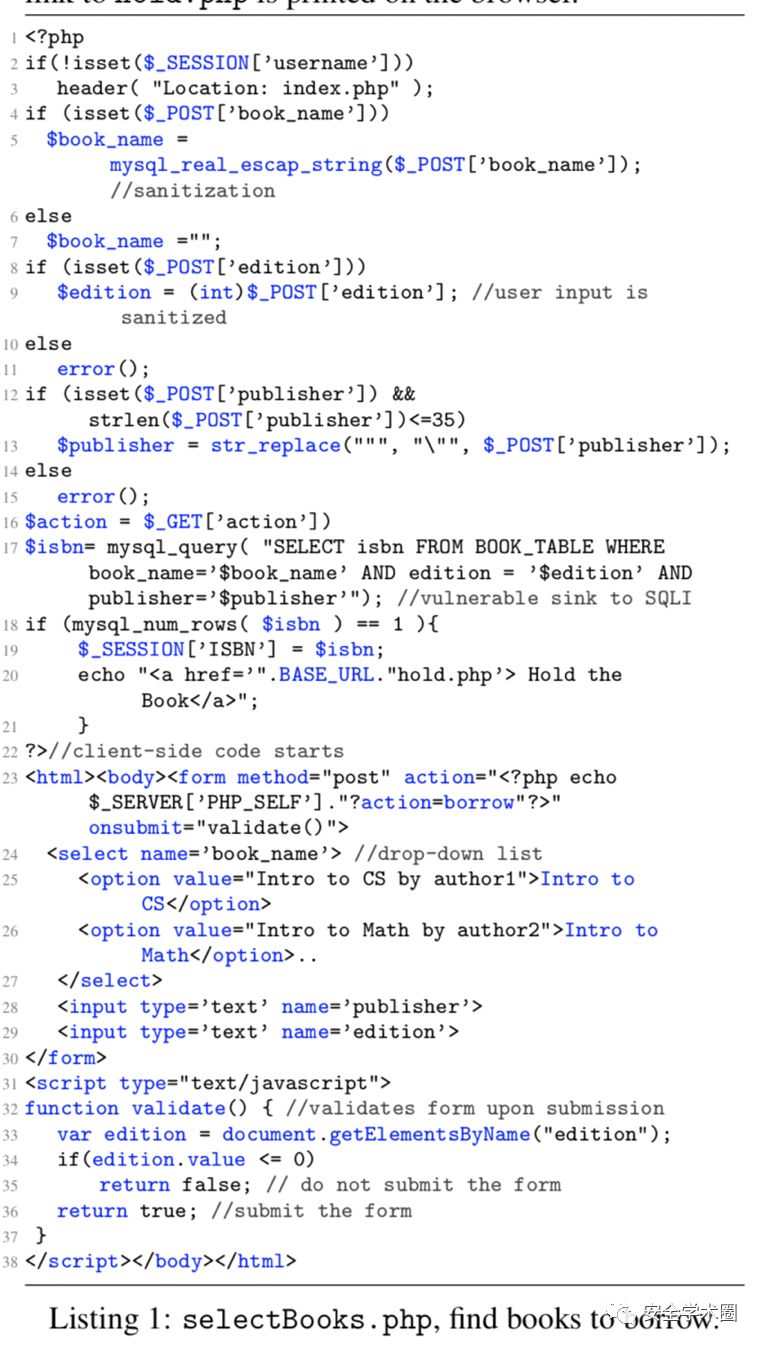 link to hold.php is printed on the browser.
1 <?php
2 if(!isset($_SESSION['username']))
3 header( "Location: index.php" );
4 if (isset($_POST['book_name']))
5 $book_name =
mysql_real_escap_string($_POST['book_name']);
//sanitization
6 else
7 $book_name ="";
8 if (isset($_POST['edition']))
9 $edition = (int)$_POST['edition']; //user input is
sanitized
10 else
11 error();
12 if (isset($_POST['publisher']) &&
strlen($_POST['publisher'])<=35)
13 $publisher = str_replace(""", "\"", $_POST['publisher']);
14 else
15 error();
16 $action = $_GET['action'])
17 $isbn= mysql_query( "SELECT isbn FROM BOOK_TABLE WHERE
book_name='$book_name' AND edition = '$edition' AND
publisher='$publisher'"); //vulnerable sink to SQLI
18 if (mysql_num_rows( $isbn ) == 1 ){
19 $_SESSION['ISBN'] = $isbn;
20 echo "<a href='".BASE_URL."hold.php'> Hold the
Book</a>";
21 }
22 ?>//client-side code starts
23 <html><body><form method="post" action="<?php echo
$_SERVER['PHP_SELF']."?action=borrow"?>"
onsubmit="validate()">
24 <select name='book_name'> //drop-down list
25 <option value="Intro to CS by author1">Intro to
CS</option>
26 <option value="Intro to Math by author2">Intro to
Math</option>..
27 </select>
28 <input type='text' name='publisher'>
29 <input type='text' name='edition'>
30 </form>
31 <script type="text/javascript">
32 function validate() { //validates form upon submission
33 var edition = document.getElementsByName("edition");
34 if(edition.value <= 0)
35 return false; // do not submit the form
36 return true; //submit the form
37 }
38 </script></body></html>
Listing 1: selectBooks.php, find books to borrow.
安全学术圈